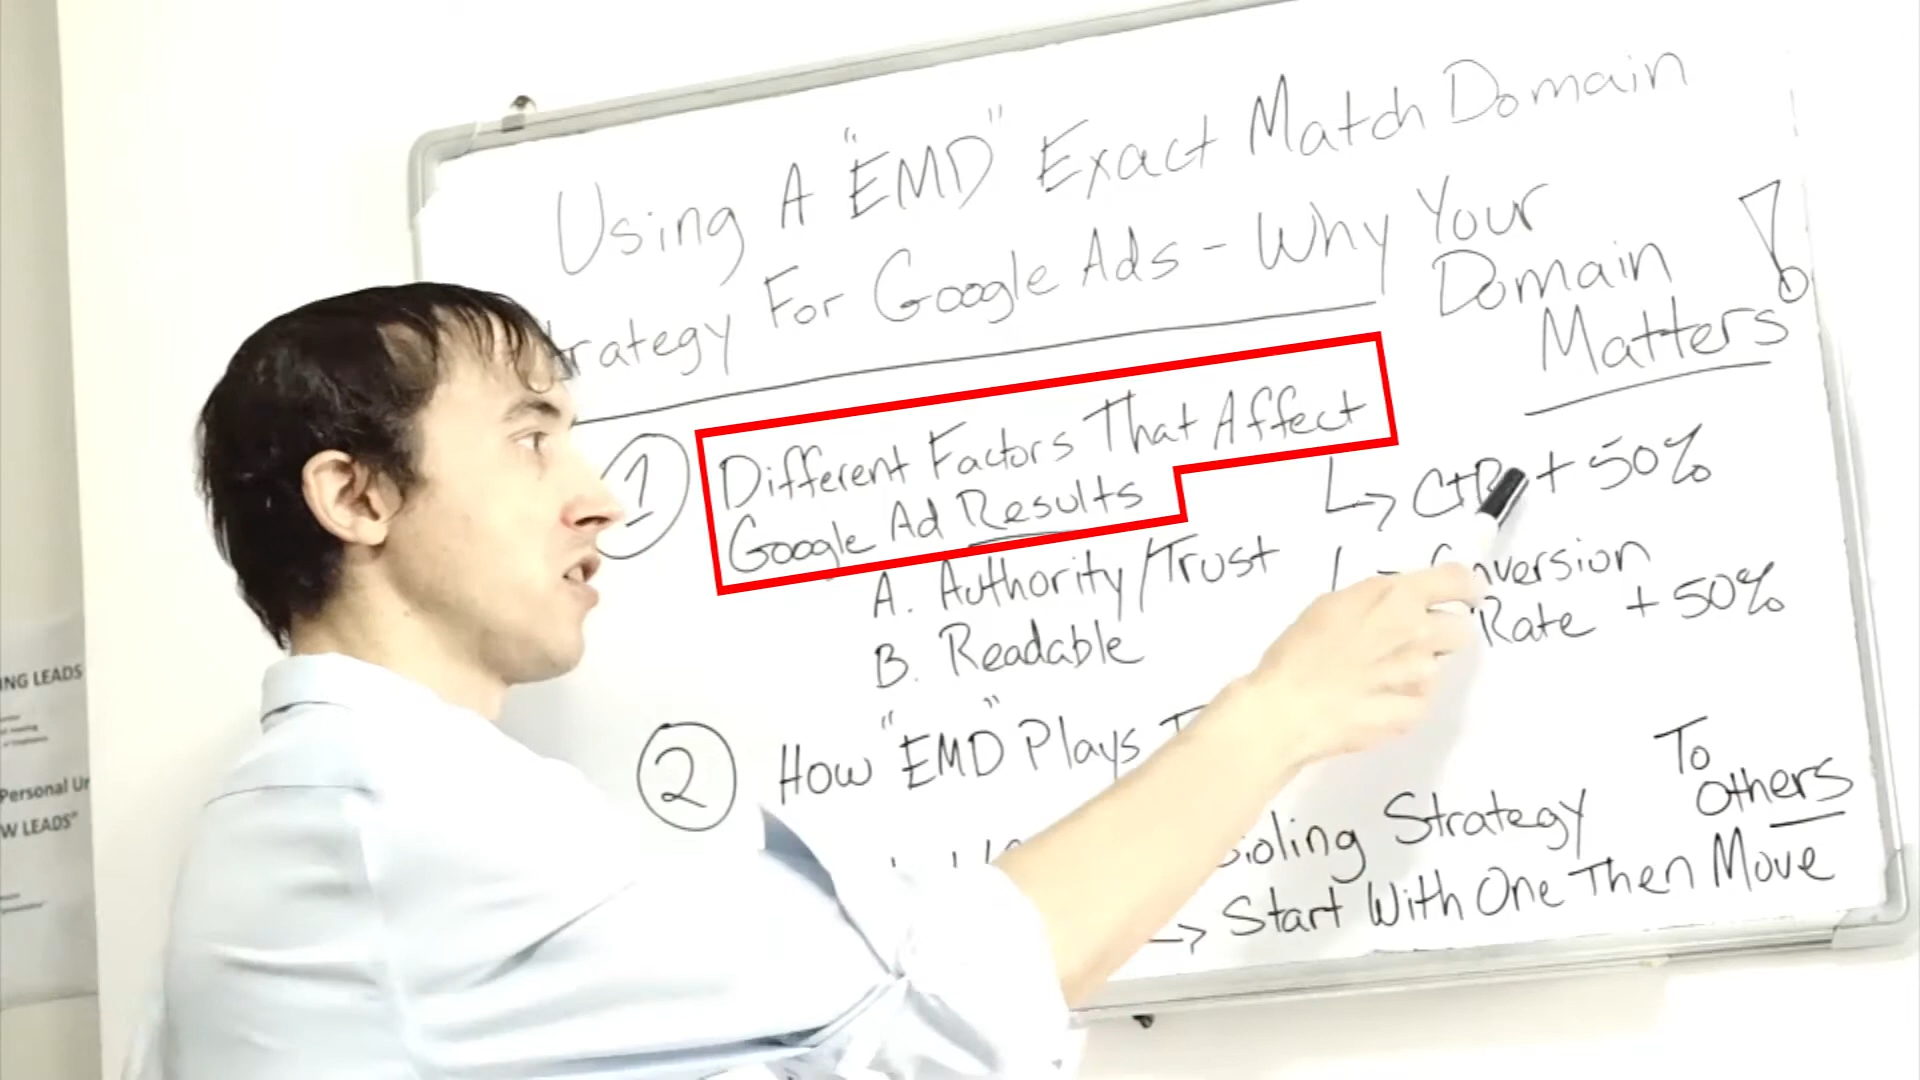 Using A "EMD" Exact Match Domain
Strategy For Google Ads - Why Your
Domain
Matters!
1 Different Factors That Affect
Google Ad Results
↳ CTR + 50%
A. Authority/Trust
↳ Conversion
Rate + 50%
B. Readable
2 How "EMD" Plays
Strategy
→ Start With One Then Move
To
Others
ING LEADS
Personal
W LEADS"